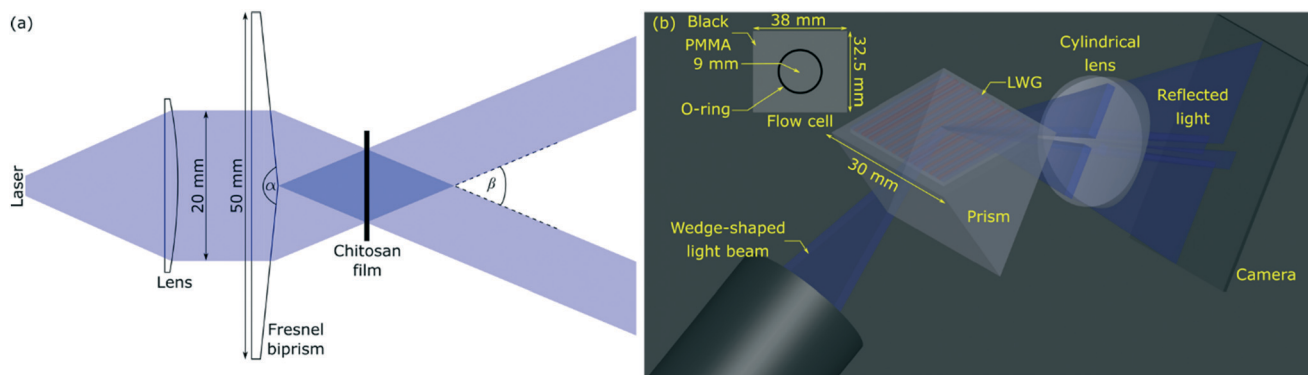 (a)
Laser
20 mm
50 mm
α
β
Lens
Chitosan
film
Fresnel
biprism
(b)
Black
PMMA
38 mm
32.5 mm
9 mm
O-ring
Flow cell
LWG
Cylindrical
lens
Reflected
light
30 mm
Prism
Wedge-shaped
light beam
Camera